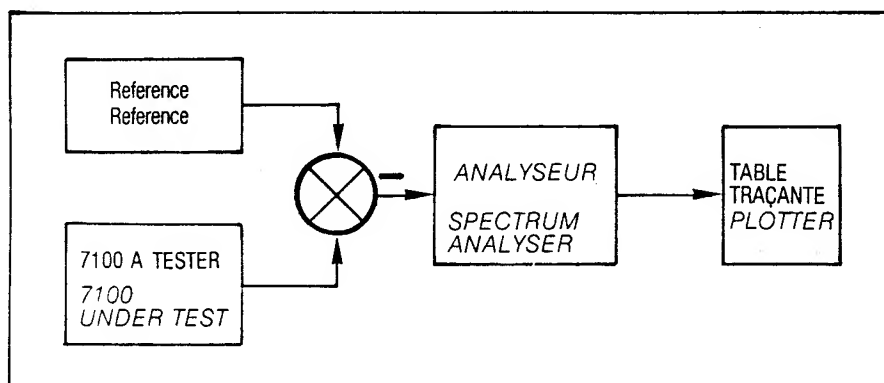 Reference
Reference
7100 A TESTER
7100
UNDER TEST
ANALYSEUR
SPECTRUM
ANALYSER
TABLE
TRAÇANTE
PLOTTER